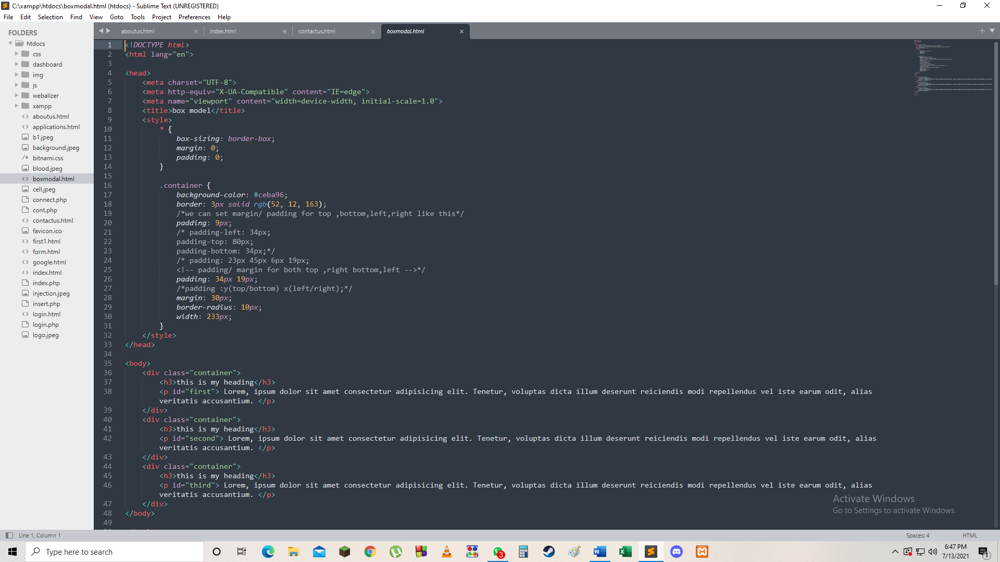 C:\xampp\htdocs\boxmodal.html (htdocs) - Sublime Text (UNREGISTERED)
File Edit Selection Find View Goto Tools Project Preferences Help
FOLDERS
htdocs
css
dashboard
img
js
webalizer
xampp
aboutus.html
applications.html
b1.jpeg
background.jpeg
bitnami.css
blood.jpeg
boxmodal.html
cell.jpeg
connect.php
cont.php
contactus.html
favicon.ico
first1.html
form.html
google.html
index.html
index.php
injection.jpeg
insert.php
login.html
login.php
logo.jpeg
aboutus.html index.html contactus.html boxmodal.html
1 <!DOCTYPE html>
2 <html lang="en">
3
4 <head>
5 <meta charset="UTF-8">
6 <meta http-equiv="X-UA-Compatible" content="IE=edge">
7 <meta name="viewport" content="width=device-width, initial-scale=1.0">
8 <title>box model</title>
9 <style>
10 * {
11 box-sizing: border-box;
12 margin: 0;
13 padding: 0;
14 }
15
16 .container {
17 background-color: #ceba96;
18 border: 3px solid rgb(52, 12, 163);
19 /*we can set margin/ padding for top ,bottom,left,right like this*/
20 padding: 9px;
21 /* padding-left: 34px;
22 padding-top: 80px;
23 padding-bottom: 34px;*/
24 /* padding: 23px 45px 6px 19px;
25 <!-- padding/ margin for both top ,right bottom,left -->*/
26 padding: 34px 19px;
27 /*padding :y(top/bottom) x(left/right);*/
28 margin: 30px;
29 border-radius: 10px;
30 width: 233px;
31 }
32 </style>
33 </head>
34
35 <body>
36 <div class="container">
37 <h3>this is my heading</h3>
38 <p id="first"> Lorem, ipsum dolor sit amet consectetur adipisicing elit. Tenetur, voluptas dicta illum deserunt reiciendis modi repellendus vel iste earum odit, alias
veritatis accusantium. </p>
39 </div>
40 <div class="container">
41 <h3>this is my heading</h3>
42 <p id="second"> Lorem, ipsum dolor sit amet consectetur adipisicing elit. Tenetur, voluptas dicta illum deserunt reiciendis modi repellendus vel iste earum odit, alias
veritatis accusantium. </p>
43 </div>
44 <div class="container">
45 <h3>this is my heading</h3>
46 <p id="third"> Lorem, ipsum dolor sit amet consectetur adipisicing elit. Tenetur, voluptas dicta illum deserunt reiciendis modi repellendus vel iste earum odit, alias
veritatis accusantium. </p>
47 </div>
48 </body>
49
Activate Windows
Go to Settings to activate Windows.
Line 1, Column 1
Spaces: 4
HTML
Type here to search
3
6:47 PM
7/13/2021
1